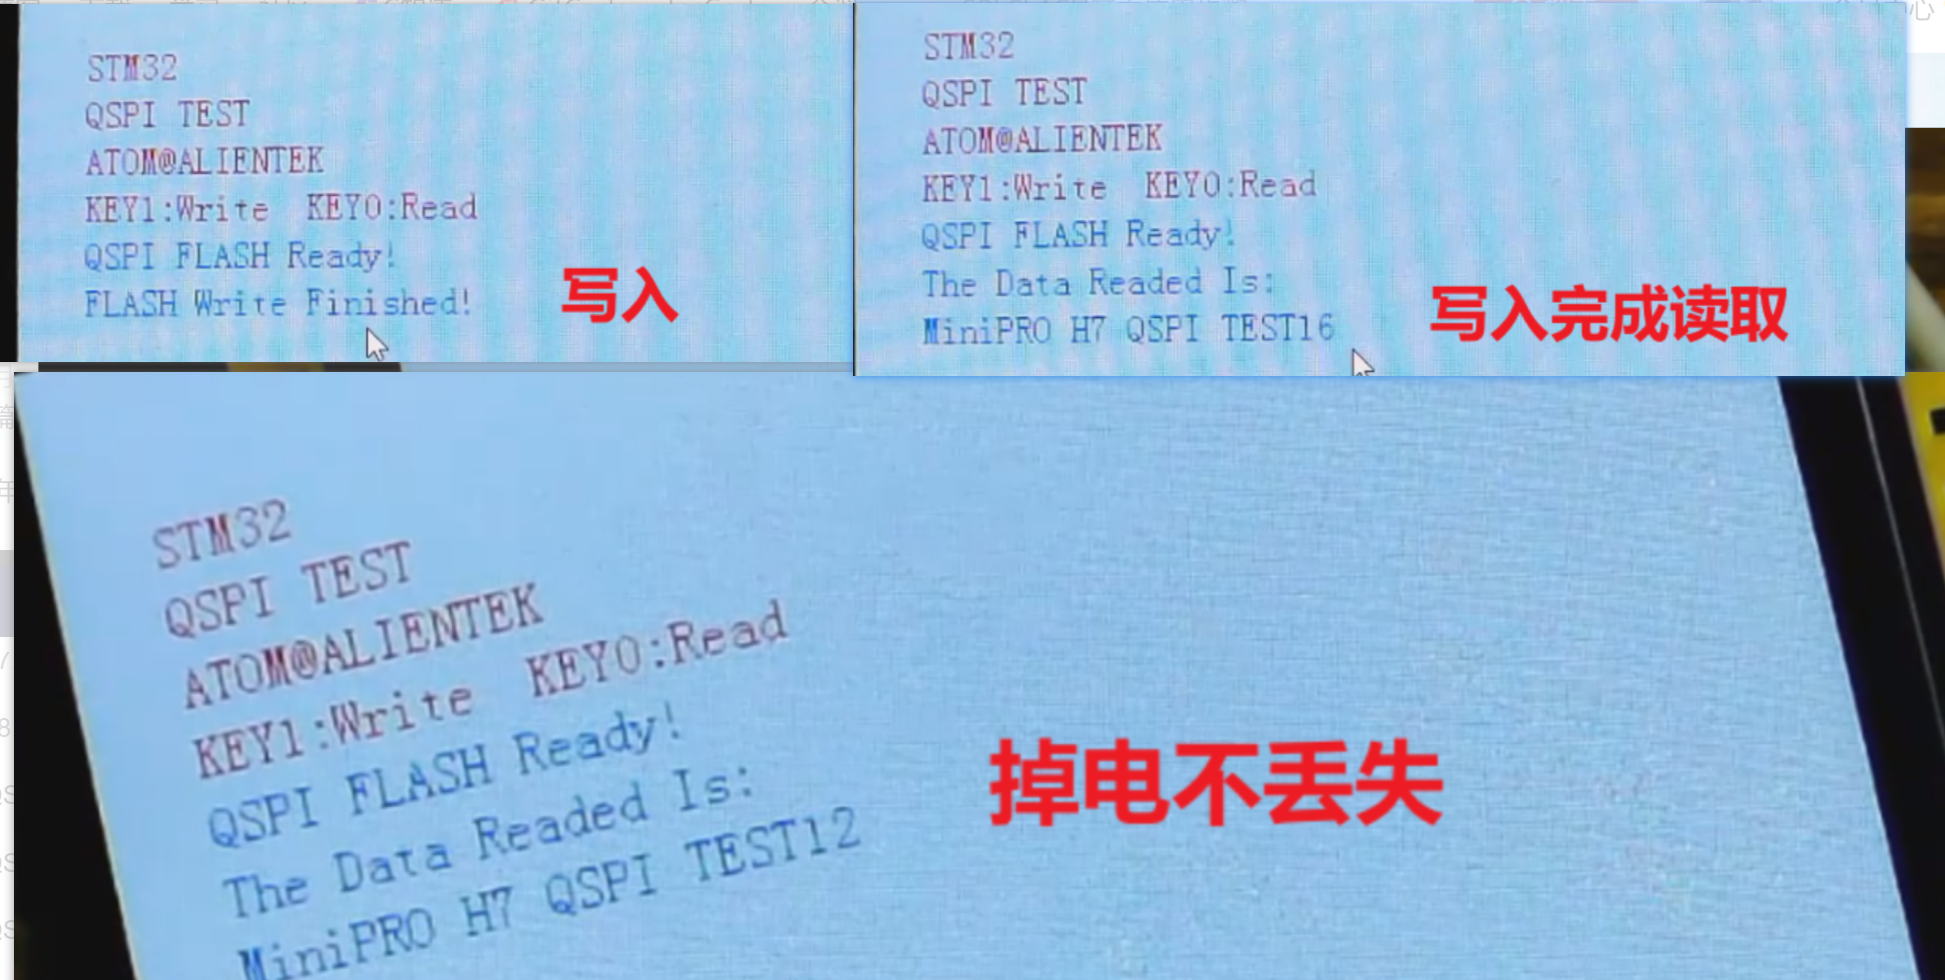 STM32
QSPI TEST
ATOM@ALIENTEK
KEY1:Write  KEY0:Read
QSPI FLASH Ready!
FLASH Write Finished!
写入
STM32
QSPI TEST
ATOM@ALIENTEK
KEY1:Write  KEY0:Read
QSPI FLASH Ready!
The Data Readed Is:
MiniPRO H7 QSPI TEST16
写入完成读取
STM32
QSPI TEST
ATOM@ALIENTEK
KEY1:Write  KEY0:Read
QSPI FLASH Ready!
The Data Readed Is:
MiniPRO H7 QSPI TEST12
掉电不丢失